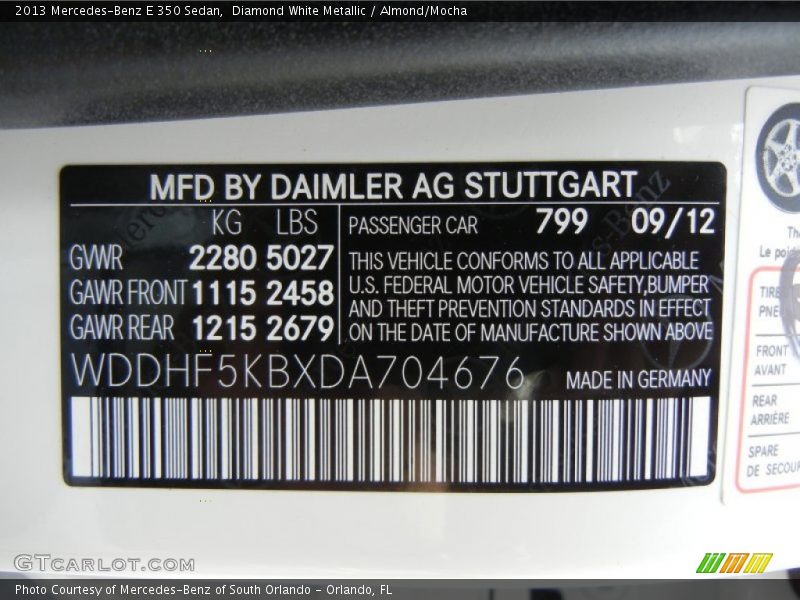 2013 Mercedes-Benz E 350 Sedan, Diamond White Metallic / Almond/Mocha
MFD BY DAIMLER AG STUTTGART
KG LBS
GVWR 2280 5027
GAWR FRONT 1115 2458
GAWR REAR 1215 2679
PASSENGER CAR 799 09/12
THIS VEHICLE CONFORMS TO ALL APPLICABLE
U.S. FEDERAL MOTOR VEHICLE SAFETY,BUMPER
AND THEFT PREVENTION STANDARDS IN EFFECT
ON THE DATE OF MANUFACTURE SHOWN ABOVE
WDDHF5KBXDA704676 MADE IN GERMANY
Le
FRONT
AVANT
REAR
ARRIÈRE
SPARE
DE
GTCARLOT.COM
Photo Courtesy of Mercedes-Benz of South Orlando - Orlando, FL